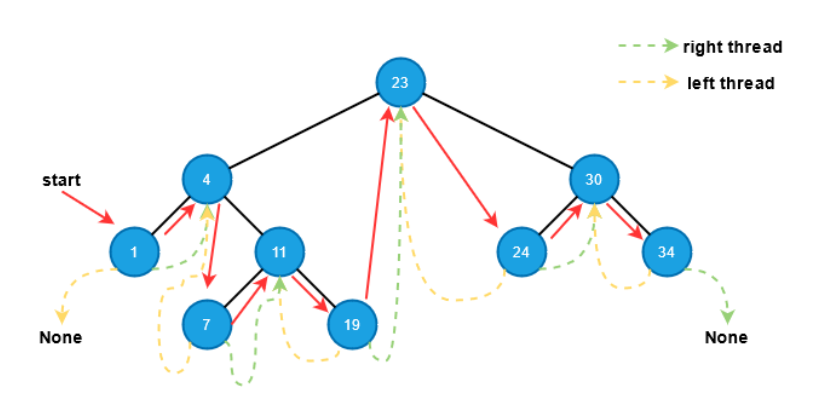 right thread
left thread
23
start
4
30
1
11
24
34
7
19
None
None